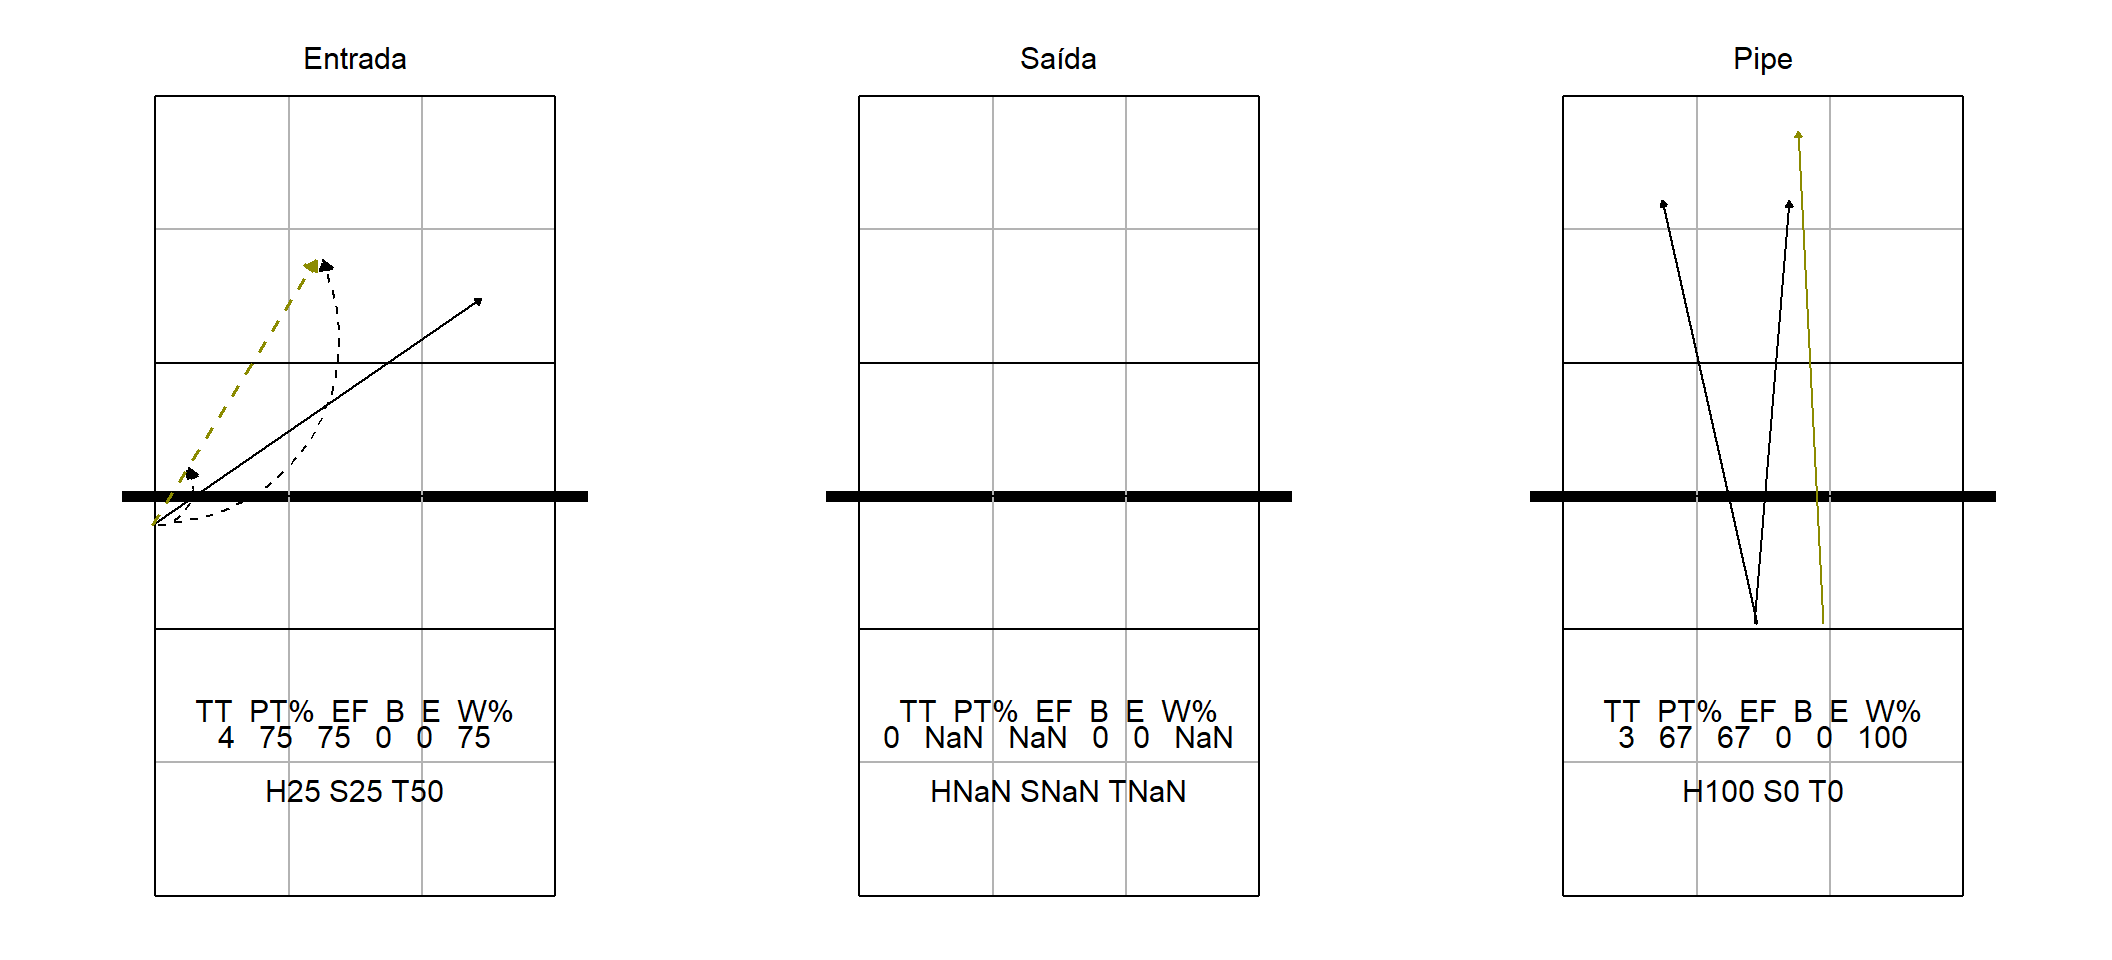 Entrada
TT PT% EF B E W%
4 75 75 0 0 75
H25 S25 T50
Saída
TT PT% EF B E W%
0 NaN NaN 0 0 NaN
HNaN SNaN TNaN
Pipe
TT PT% EF B E W%
3 67 67 0 0 100
H100 S0 T0